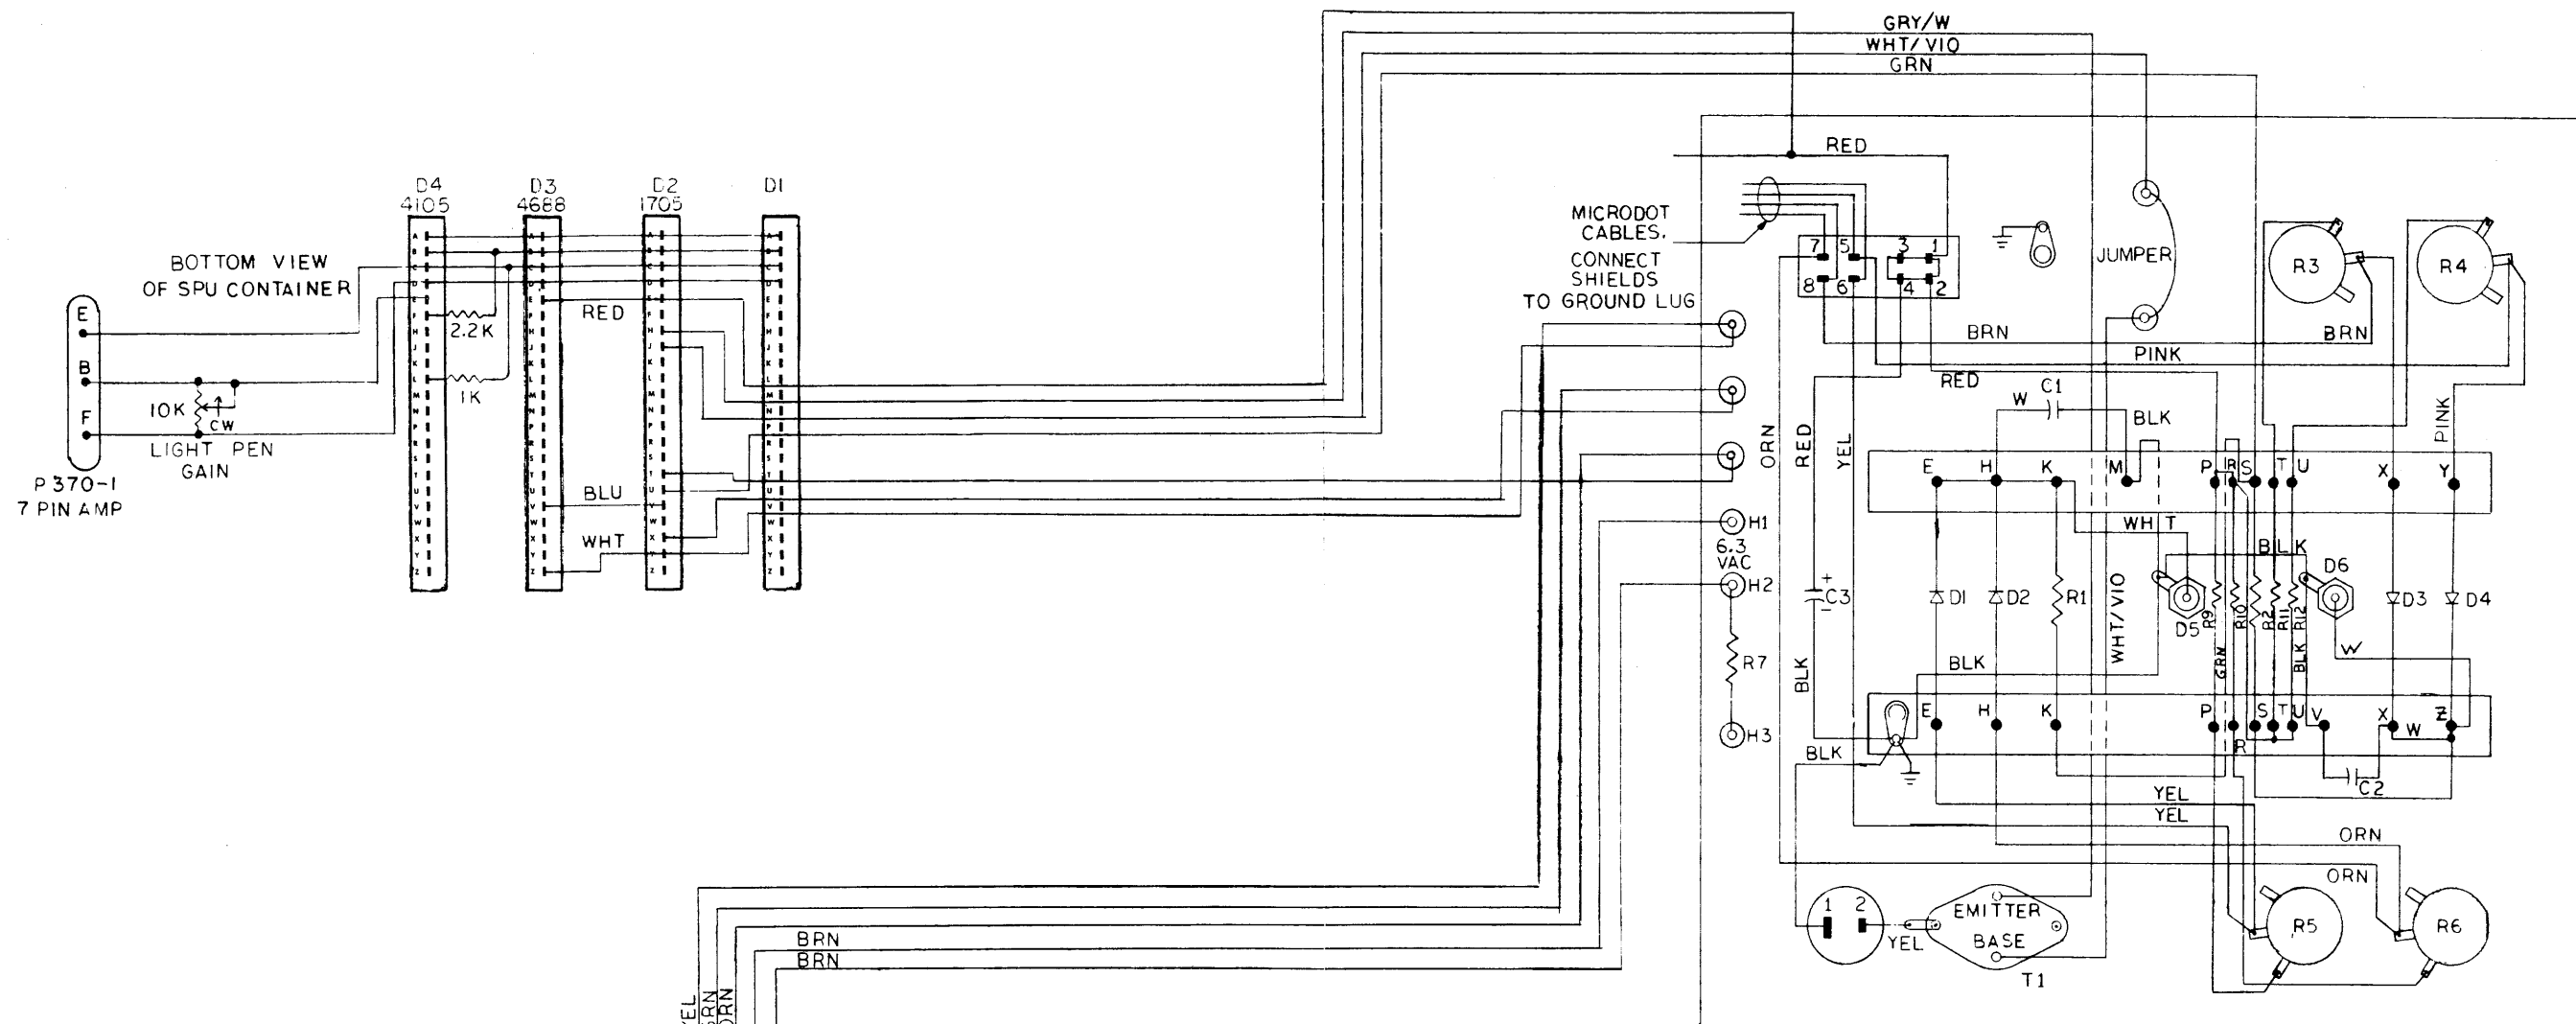 GRY/W
WHT/VIO
GRN
RED
D4
4105
D3
4688
D2
1705
D1
MICRODOT
CABLES.
CONNECT
SHIELDS
TO GROUND LUG
7 5 3 1
8 6 4 2
JUMPER
R3
R4
BOTTOM VIEW
OF SPU CONTAINER
A B C D E F H J K L M N P R S T U V W X Y Z
A B C D E F H J K L M N P R S T U V W X Y Z
A B C D E F H J K L M N P R S T U V W X Y Z
A B C D E F H J K L M N P R S T U V W X Y Z
E
B
F
2.2K
1K
10K
CW
LIGHT PEN
GAIN
P370-1
7 PIN AMP
RED
BLU
WHT
BRN
BRN
PINK
RED
C1
W
BLK
PINK
ORN
RED
YEL
E H K M P R S T U X Y
WHT
BLK
H1
6.3
VAC
H2
R7
H3
+
C3
-
D1
D2
R1
WHT/VIO
D5
R9
R10
R2
R11
R12
D6
D3
D4
BLK
BLK
GRN
BLK
W
E H K P R S T U V X Z
W
BLK
C2
YEL
YEL
ORN
ORN
1 2
YEL
EMITTER
BASE
T1
R5
R6
BRN
BRN
YEL
ORN